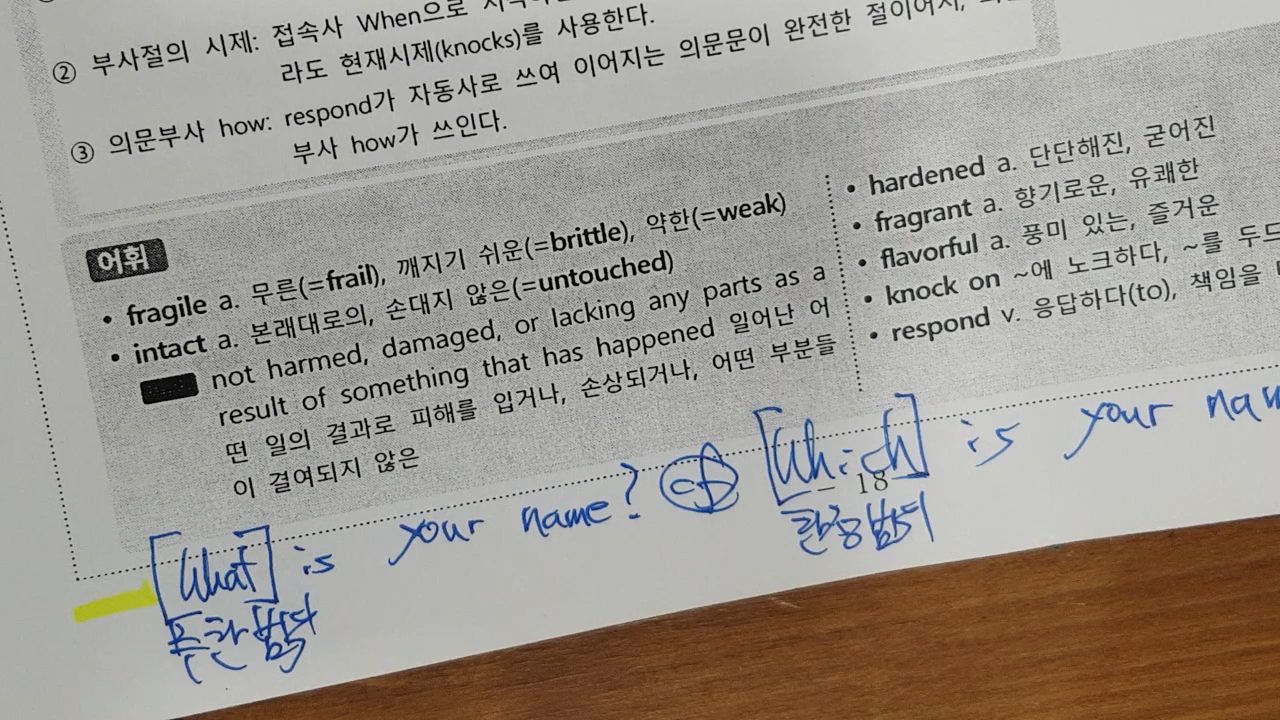 ② 부사절의 시제: 접속사 When으로
라도 현재시제(knocks)를 사용한다.
③ 의문부사 how: respond가 자동사로 쓰여 이어지는 의문문이 완전한 절이어서,
부사 how가 쓰인다.
어휘
• fragile a. 무른(=frail), 깨지기 쉬운(=brittle), 약한(=weak)
• intact a. 본래대로의, 손대지 않은(=untouched)
not harmed, damaged, or lacking any parts as a
result of something that has happened 일어난 어
떤 일의 결과로 피해를 입거나, 손상되거나, 어떤 부분들
이 결여되지 않은
• hardened a. 단단해진, 굳어진
• fragrant a. 향기로운, 유쾌한
• flavorful a. 풍미 있는, 즐거운
• knock on ~에 노크하다, ~를 두드
• respond v. 응답하다(to), 책임을
- 18
[What] is your name? cf [Which] is your nam